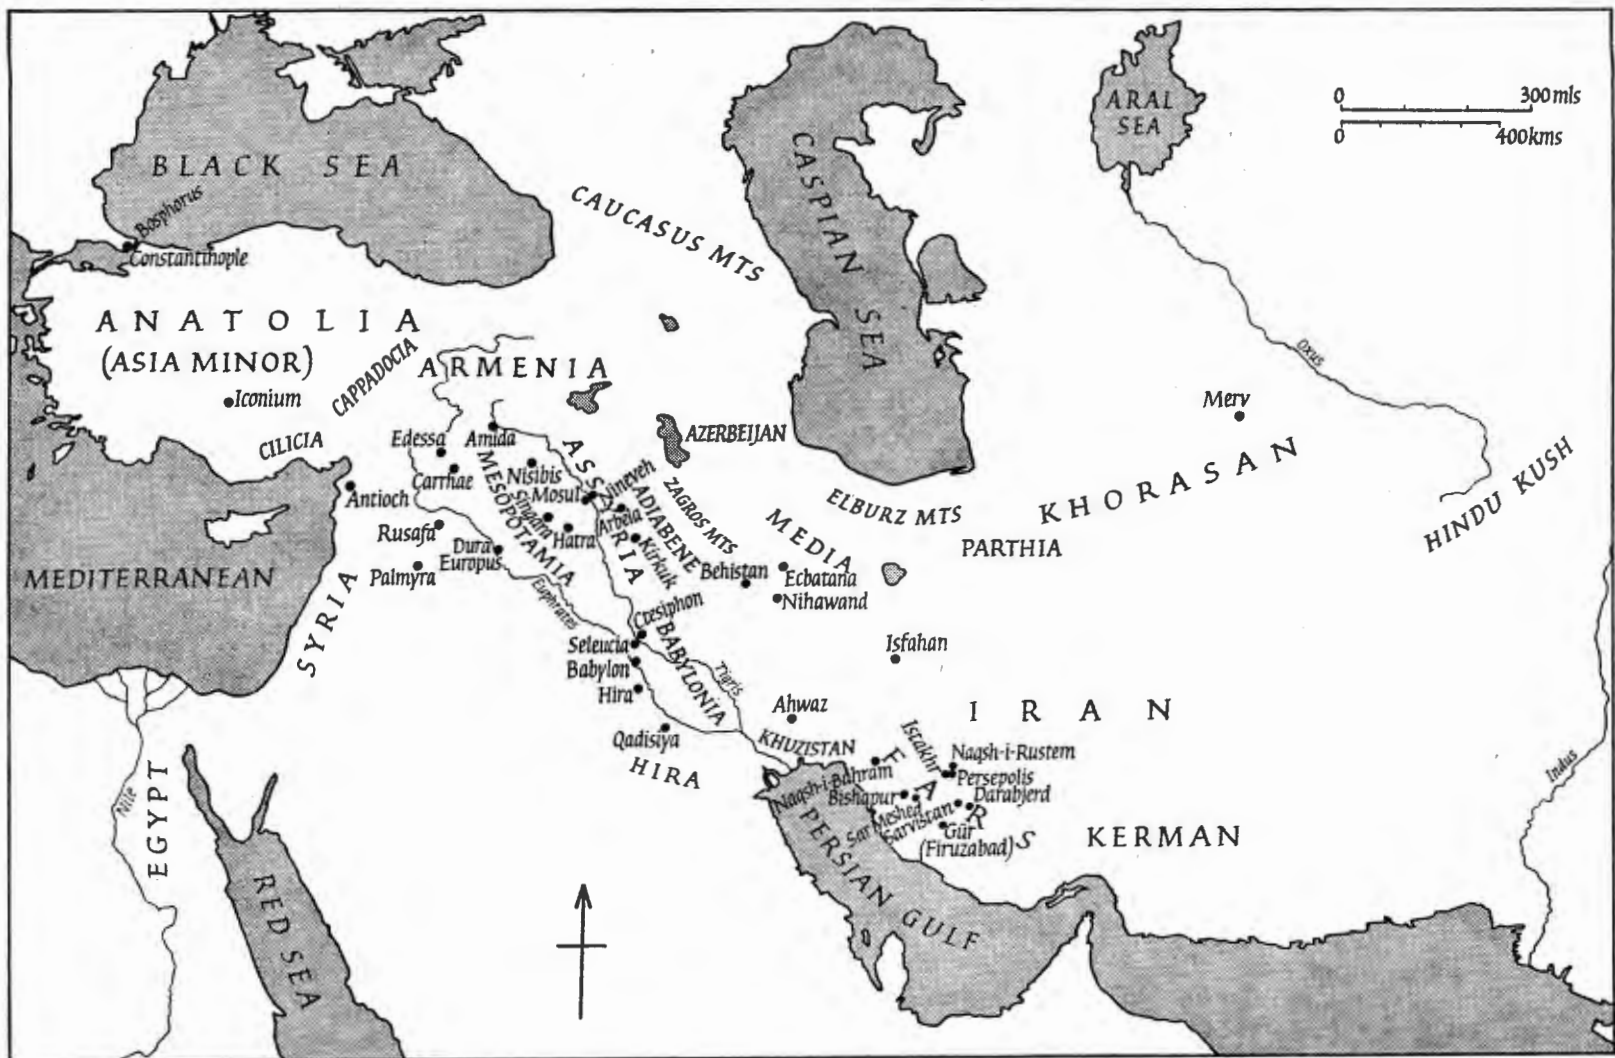 BLACK SEA
Bosphorus
Constantinople
CAUCASUS MTS
CASPIAN SEA
ARAL
SEA
0 300 mls
0 400 kms
ANATOLIA
(ASIA MINOR)
CAPPADOCIA
Iconium
CILICIA
ARMENIA
Edessa
Amida
Carrhae
Nisibis
Mosul
Nineveh
ASSYRIA
AZERBEIJAN
Oxus
Merv
KHORASAN
HINDU KUSH
Antioch
MESOPOTAMIA
Singara
Hatra
Arbela
ADIABENE
Kirkuk
ZAGROS MTS
ELBURZ MTS
MEDIA
PARTHIA
Rusafa
Dura
Europus
Palmyra
Euphrates
Behistan
Ecbatana
Nihawand
MEDITERRANEAN
SYRIA
Ctesiphon
Seleucia
Babylon
Hira
BABYLONIA
Tigris
Isfahan
Qadisiya
HIRA
Ahwaz
KHUZISTAN
IRAN
FARS
Istakhr
Naqsh-i-Rustem
Persepolis
Darabjerd
Naqsh-i-Bahram
Bishapur
Sar Meshed
Sarvistan
Gur
(Firuzabad)
KERMAN
Indus
Nile
EGYPT
RED SEA
PERSIAN GULF